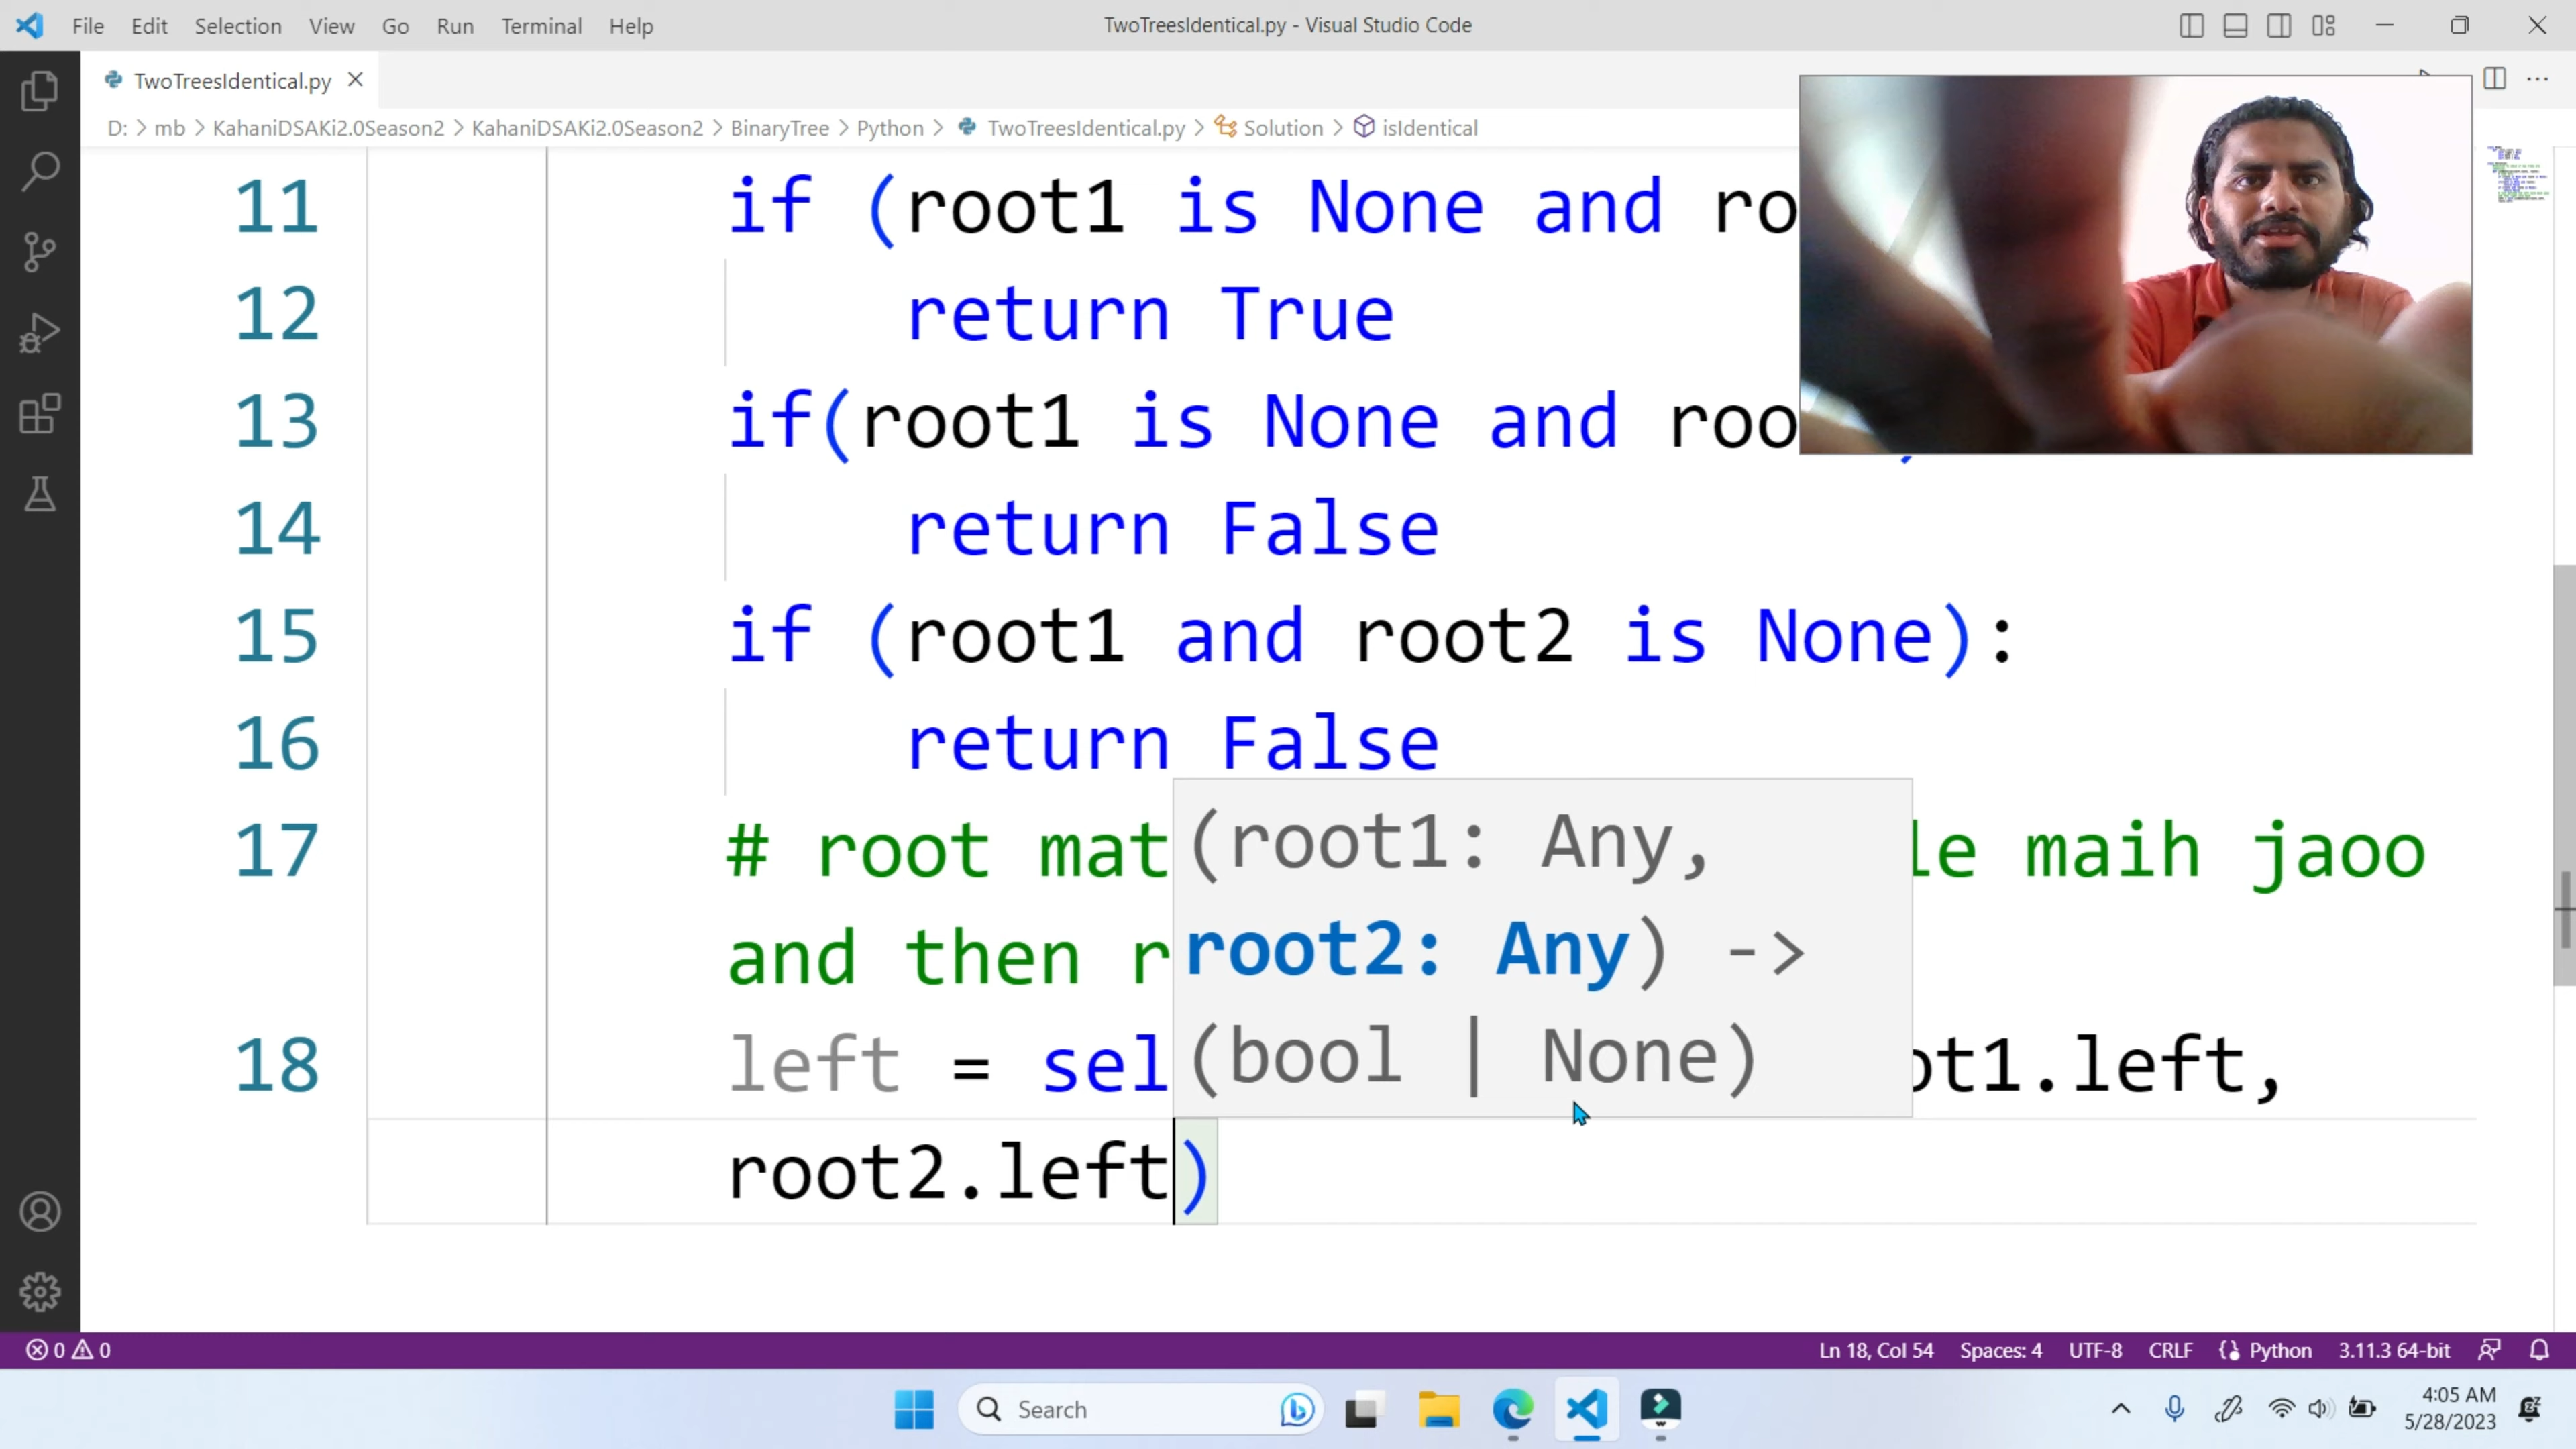 File Edit Selection View Go Run Terminal Help
TwoTreesIdentical.py - Visual Studio Code
TwoTreesIdentical.py
D: > mb > KahaniDSAKi2.0Season2 > KahaniDSAKi2.0Season2 > BinaryTree > Python > TwoTreesIdentical.py > Solution > isIdentical
11 if (root1 is None and ro
12 return True
13 if(root1 is None and roo
14 return False
15 if (root1 and root2 is None):
16 return False
17 # root mat le maih jaoo
and then r
18 left = sel ot1.left,
root2.left)
(root1: Any,
root2: Any) ->
(bool | None)
0 0 Ln 18, Col 54 Spaces: 4 UTF-8 CRLF Python 3.11.3 64-bit
Search
4:05 AM
5/28/2023